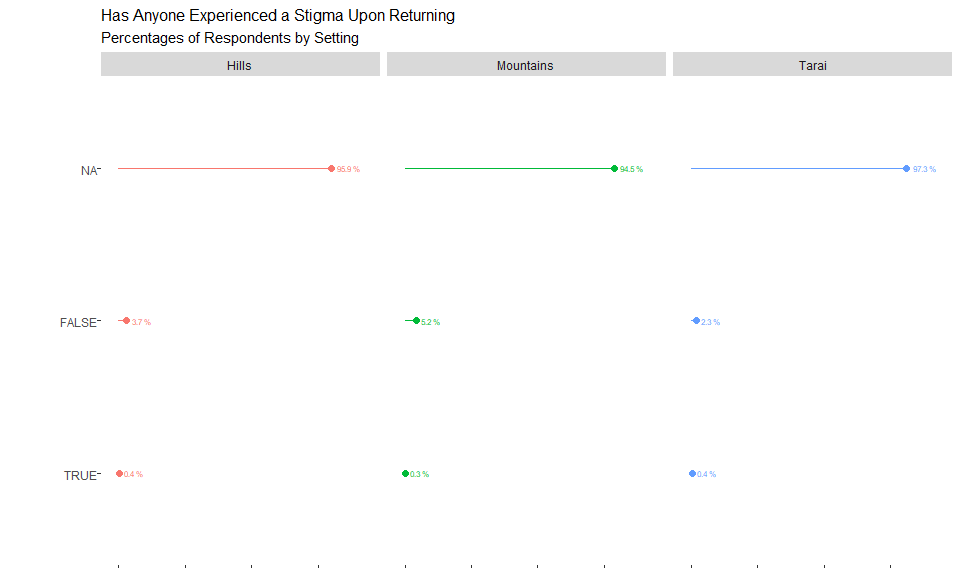 Has Anyone Experienced a Stigma Upon Returning
Percentages of Respondents by Setting
Hills Mountains Tarai
NA 95.9 % 94.5 % 97.3 %
FALSE 3.7 % 5.2 % 2.3 %
TRUE 0.4 % 0.3 % 0.4 %